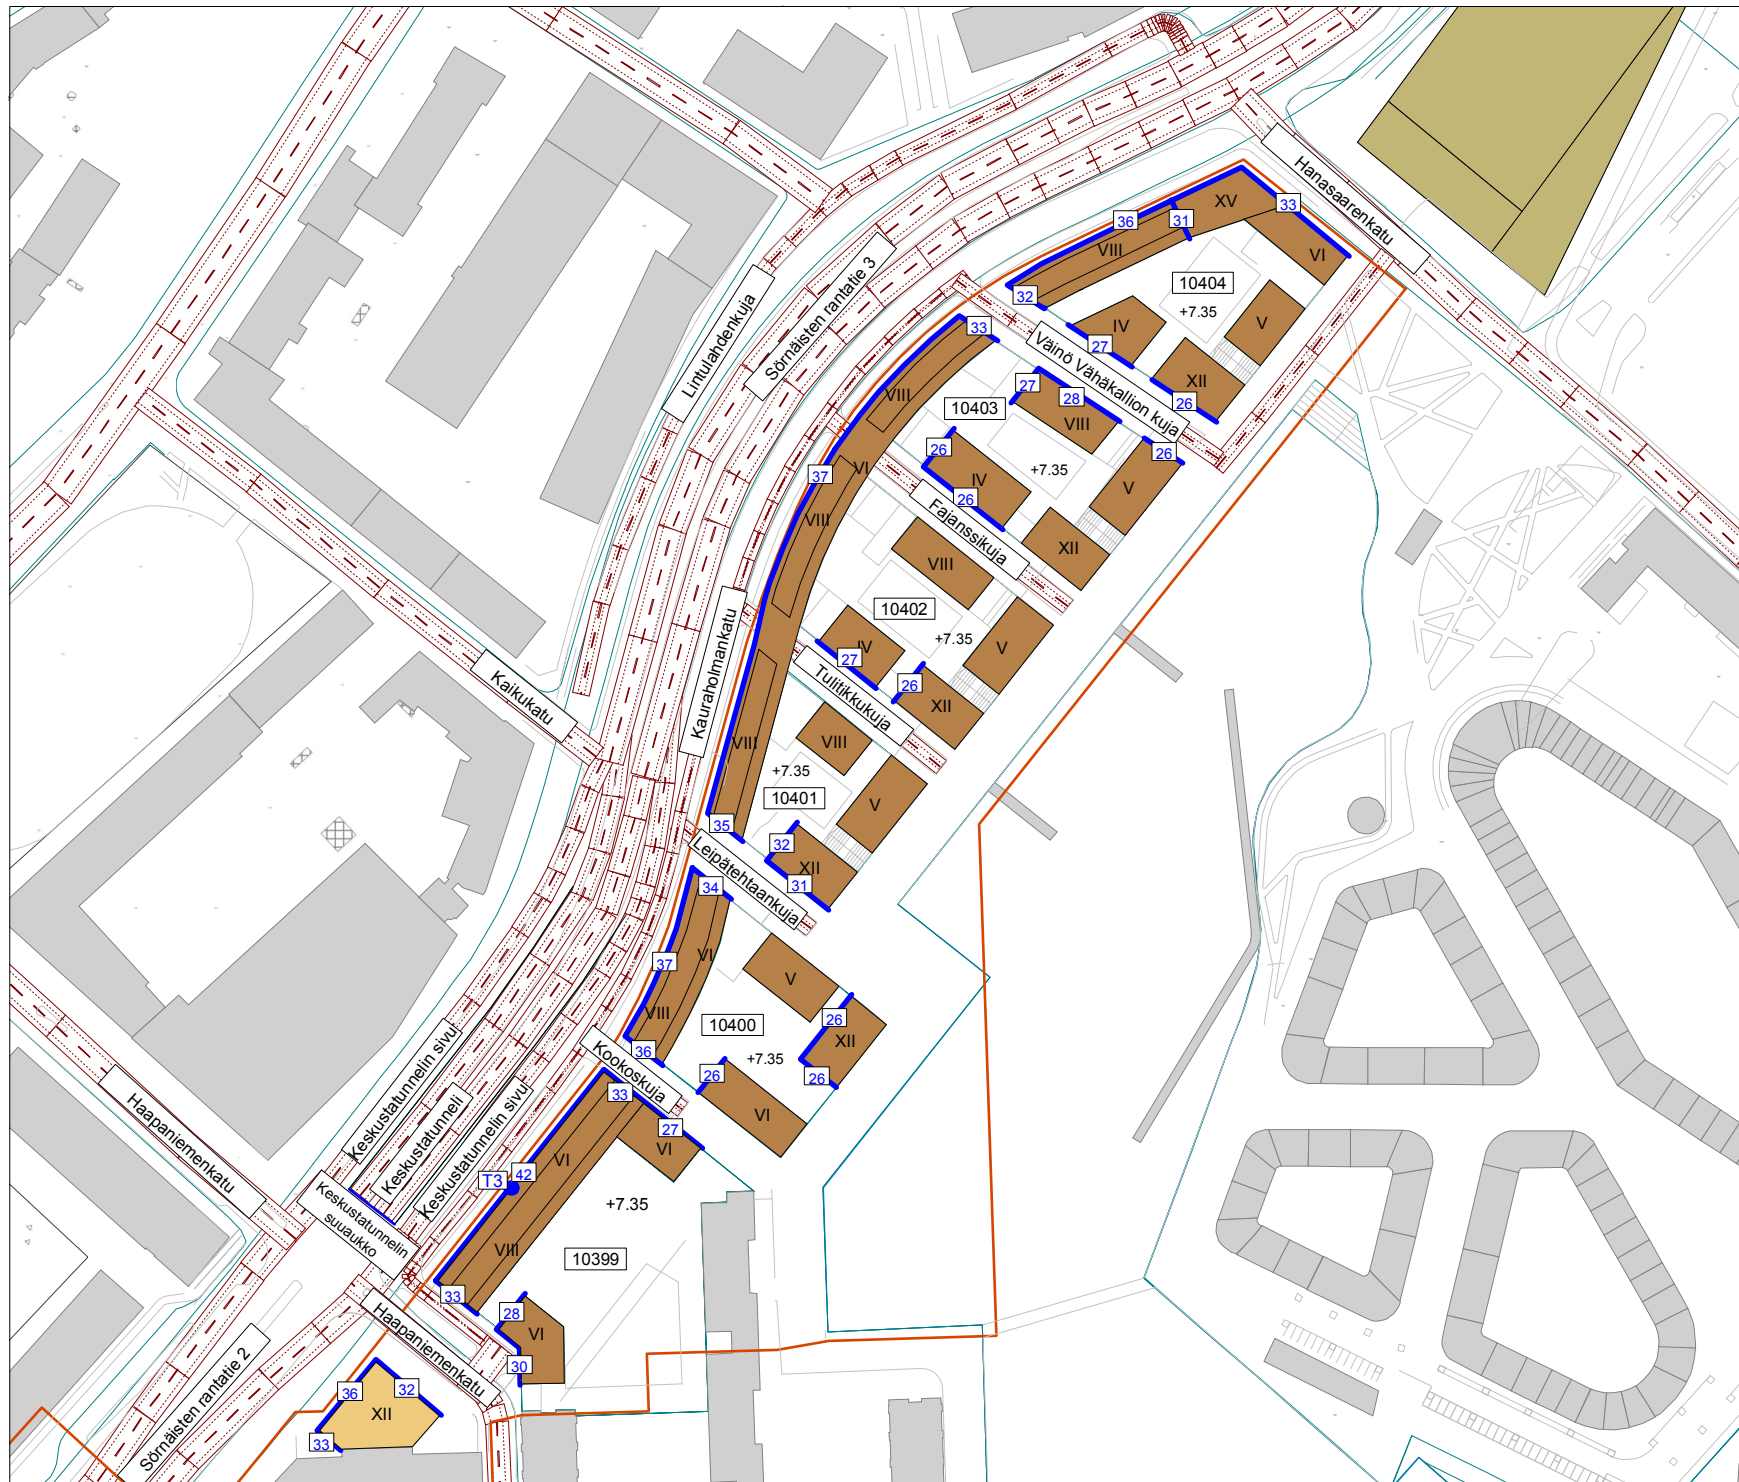 XV
33
Hanasaarenkatu
36
31
VIII
VI
10404
+7.35
32
IV
V
27
Väinö Vähäkallion kuja
XII
26
Lintulahdenkuja
Sörnäisten rantatie 3
33
VIII
27
28
10403
VIII
26
26
+7.35
VI
37
IV
V
26
VIII
Fajanssikuja
XII
VIII
10402
+7.35
Kauraholmankatu
IV
V
27
26
Tulitikkukuja
XII
Kaikukatu
VIII
VIII
+7.35
10401
V
35
32
Leipätehtaankuja
XII
31
34
37
VI
V
VIII
10400
26
XII
36
+7.35
Kookoskuja
26
26
33
VI
27
VI
VI
42
T3
+7.35
VIII
10399
33
28
VI
30
Keskustatunnelin sivu
Keskustatunneli
Keskustatunnelin sivu
Haapaniemenkatu
Keskustatunnelin
suuaukko
Haapaniemenkatu
36
32
XII
33
Sörnäisten rantatie 2